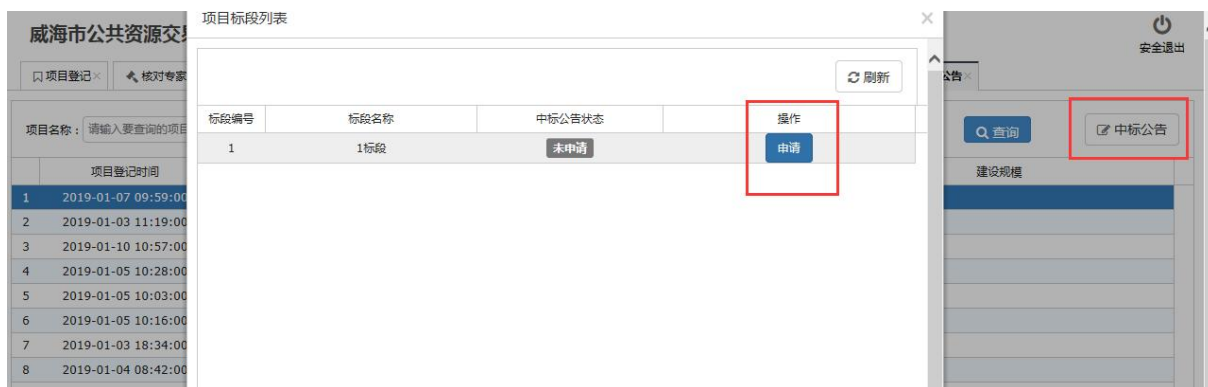 威海市公共资源交
项目标段列表
安全退出
项目登记
核对专家
公告
刷新
项目名称： 请输入要查询的项目
查询
中标公告
标段编号 标段名称 中标公告状态 操作
1 1标段 未申请 申请
项目登记时间 建设规模
1 2019-01-07 09:59:00
2 2019-01-03 11:19:00
3 2019-01-10 10:57:00
4 2019-01-05 10:28:00
5 2019-01-05 10:03:00
6 2019-01-05 10:16:00
7 2019-01-03 18:34:00
8 2019-01-04 08:42:00